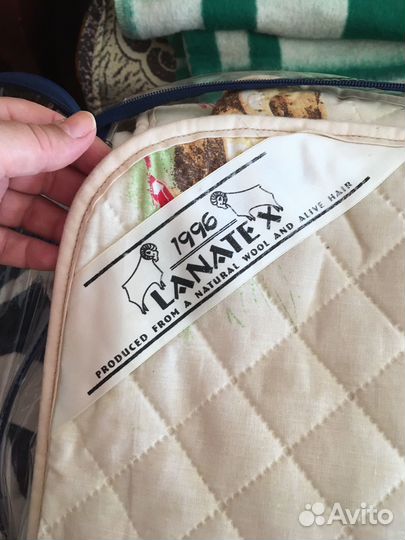 1996
LANATEX
PRODUCED FROM A NATURAL WOOL AND ALIVE HAIR
Avito